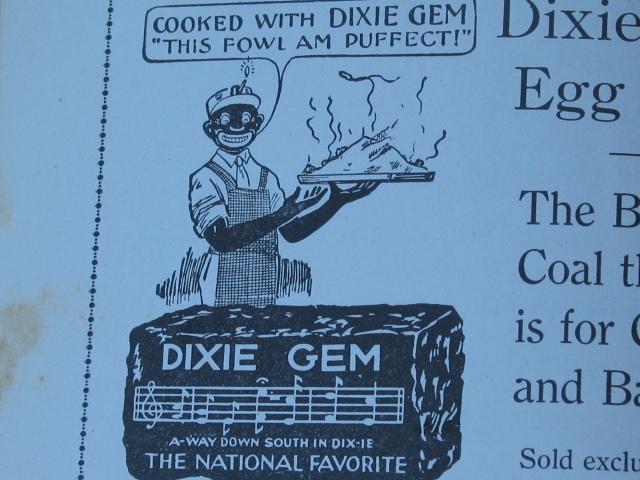 COOKED WITH DIXIE GEM
"THIS FOWL AM PUFFECT!"
DIXIE GEM
A-WAY DOWN SOUTH IN DIX-IE
THE NATIONAL FAVORITE
Dixie
Egg
The B
Coal th
is for
and Ba
Sold exclu